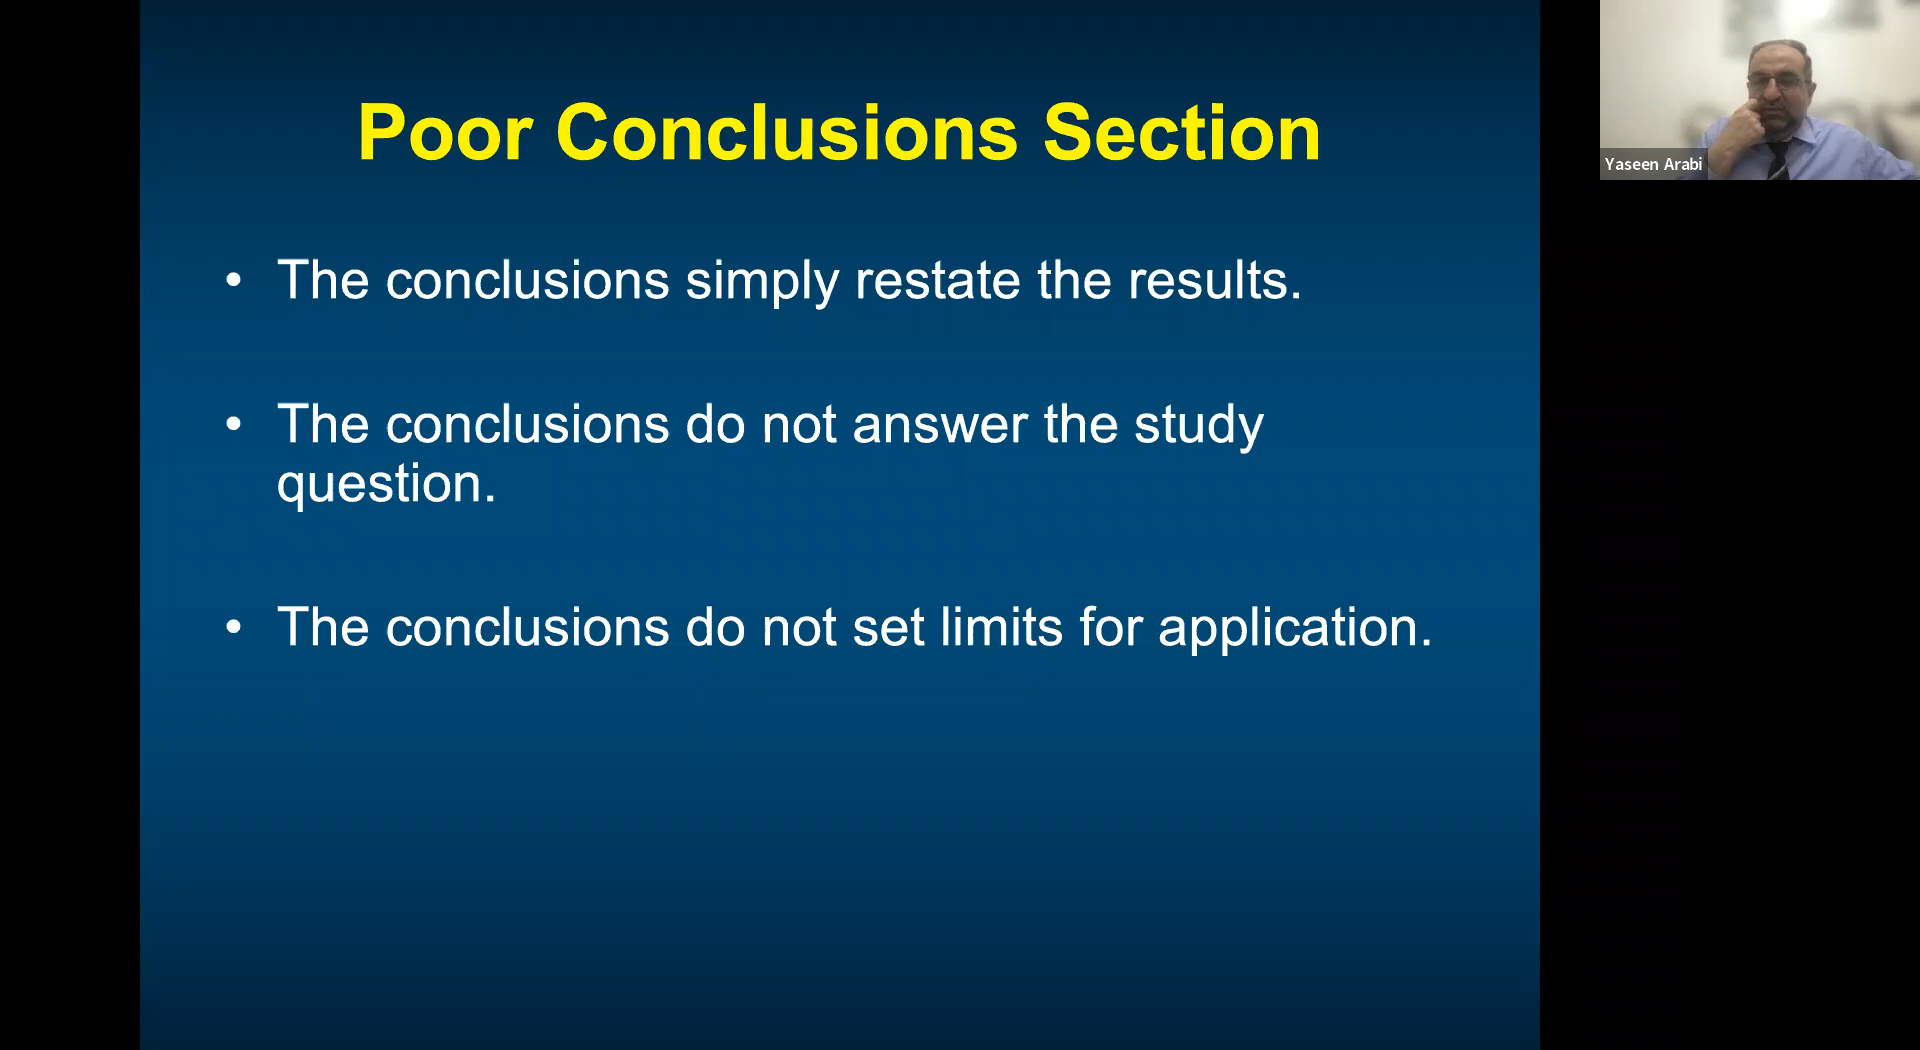 Poor Conclusions Section
• The conclusions simply restate the results.
• The conclusions do not answer the study
question.
• The conclusions do not set limits for application.
Yaseen Arabi